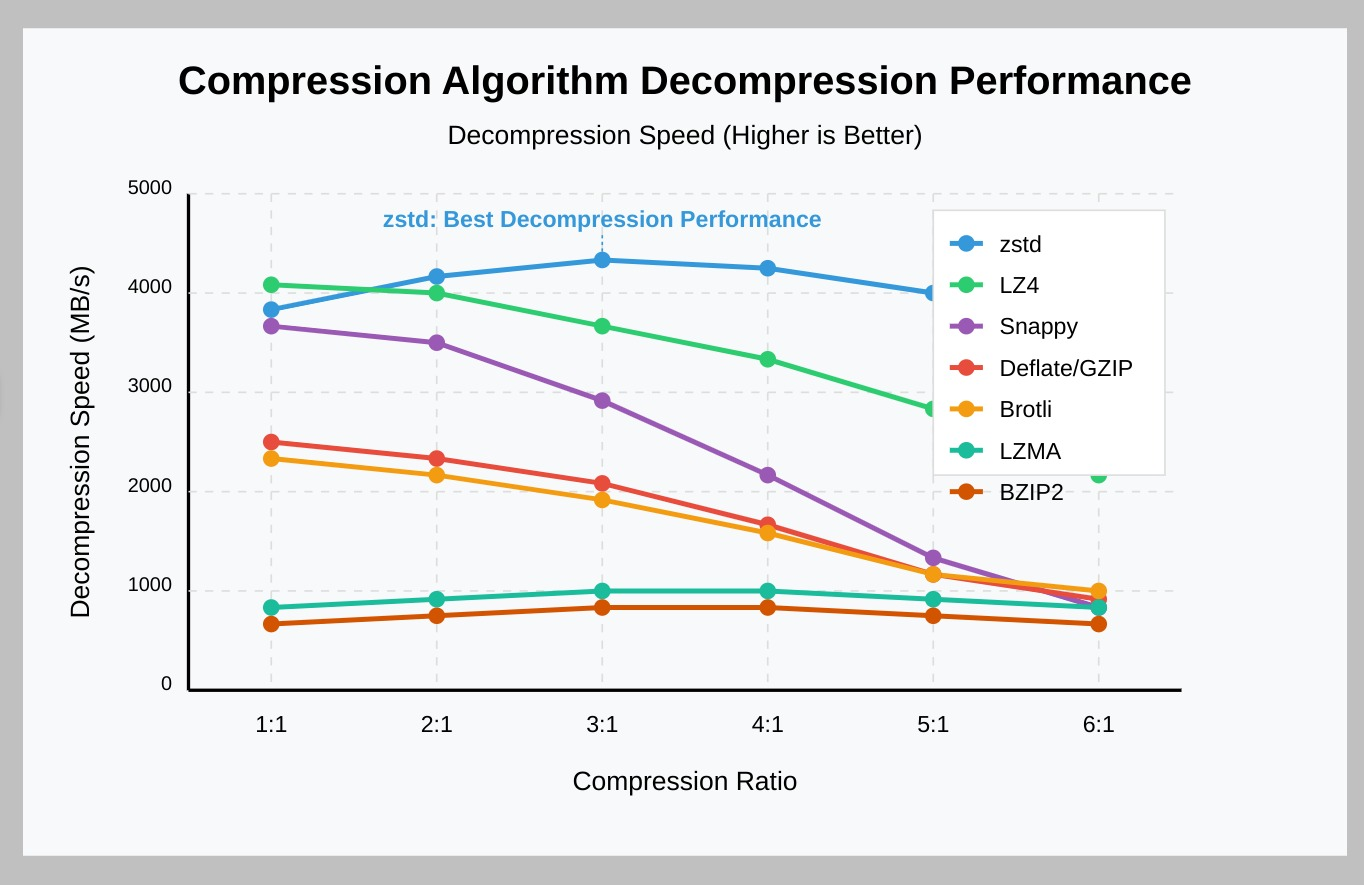 Compression Algorithm Decompression Performance
Decompression Speed (Higher is Better)
5000
4000
3000
2000
1000
0
Decompression Speed (MB/s)
zstd: Best Decompression Performance
zstd
LZ4
Snappy
Deflate/GZIP
Brotli
LZMA
BZIP2
1:1 2:1 3:1 4:1 5:1 6:1
Compression Ratio